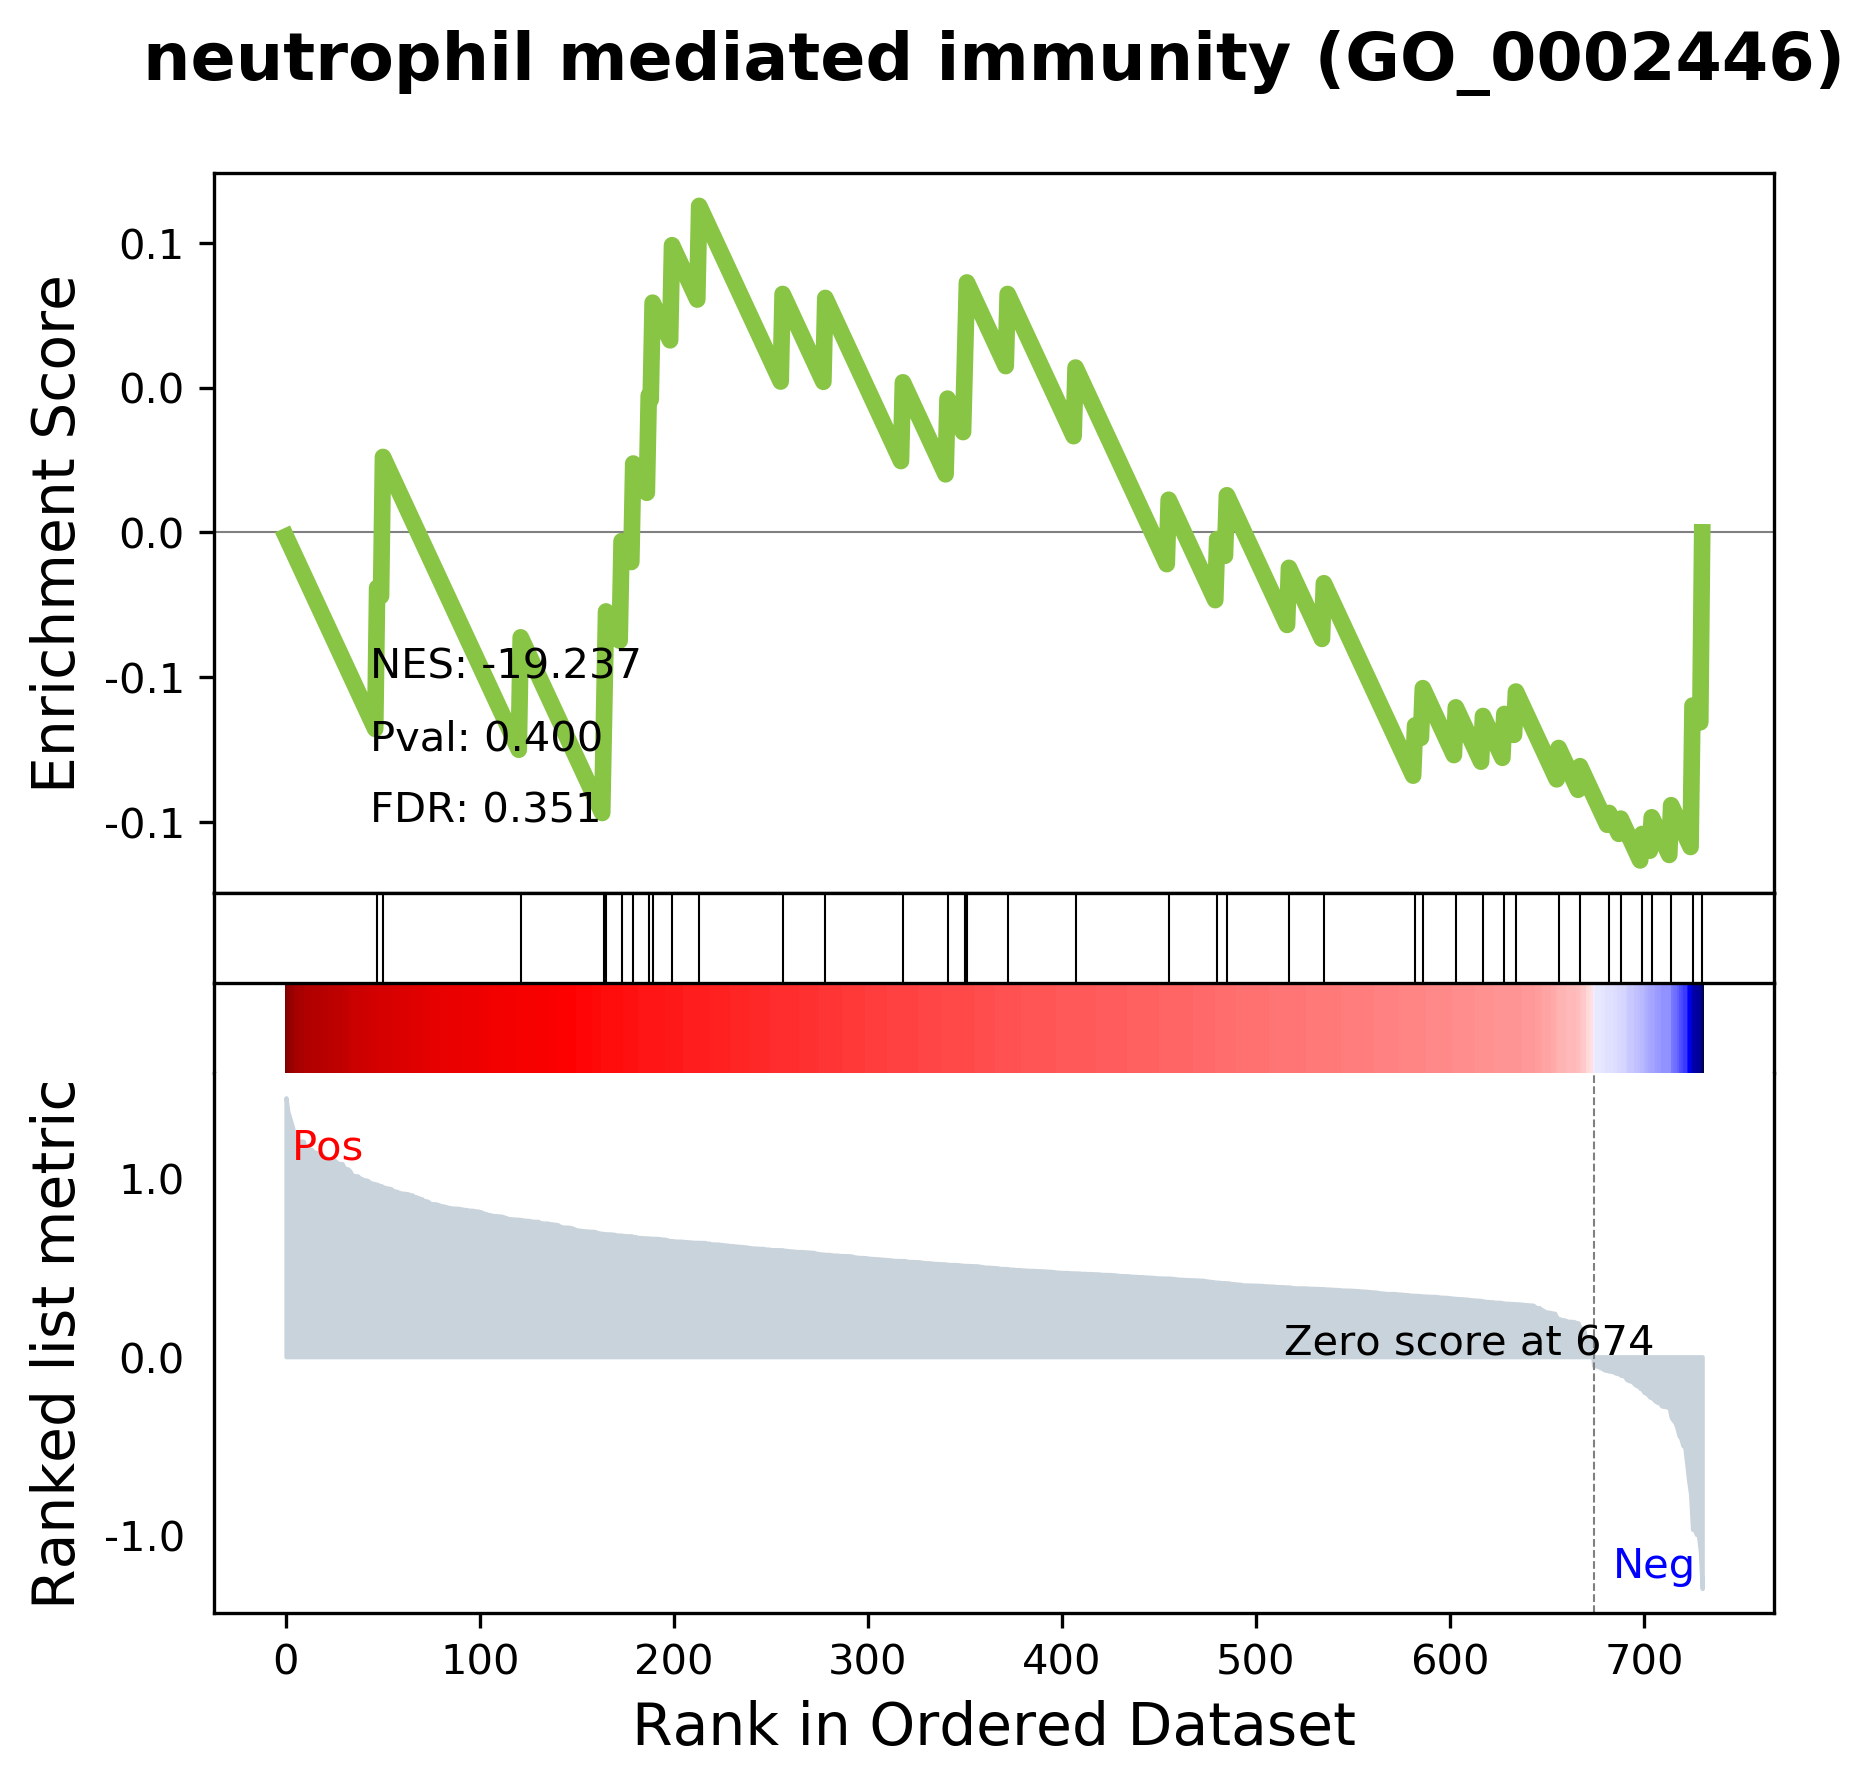 neutrophil mediated immunity (GO_0002446)
Enrichment Score
0.1
0.0
0.0
-0.1
-0.1
NES: -19.237
Pval: 0.400
FDR: 0.351
Ranked list metric
1.0
0.0
-1.0
Pos
Zero score at 674
Neg
0 100 200 300 400 500 600 700
Rank in Ordered Dataset